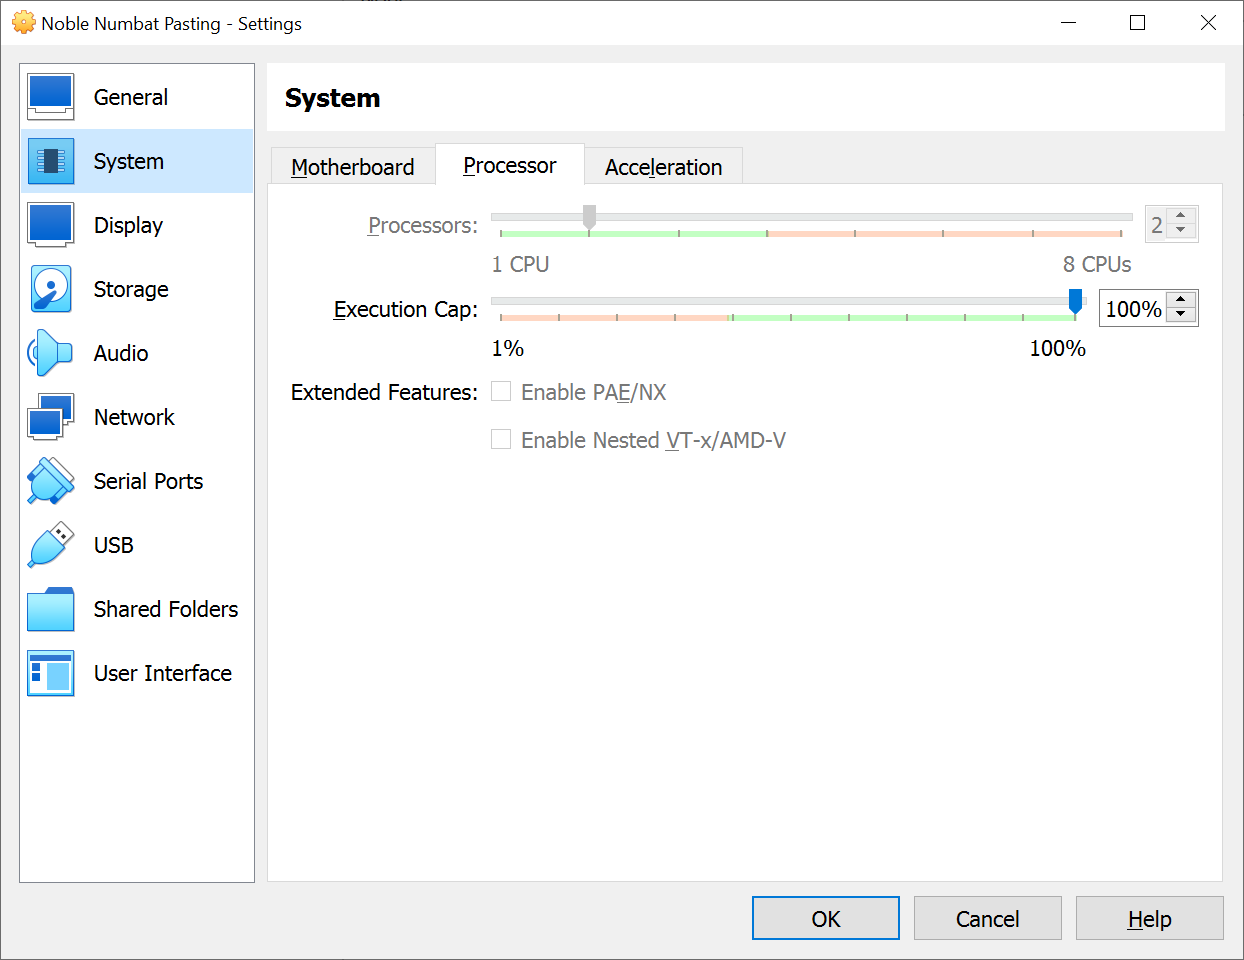 Noble Numbat Pasting - Settings
General
System
Display
Storage
Audio
Network
Serial Ports
USB
Shared Folders
User Interface
System
Motherboard Processor Acceleration
Processors: 2
1 CPU 8 CPUs
Execution Cap: 100%
1% 100%
Extended Features: Enable PAE/NX
Enable Nested VT-x/AMD-V
OK Cancel Help